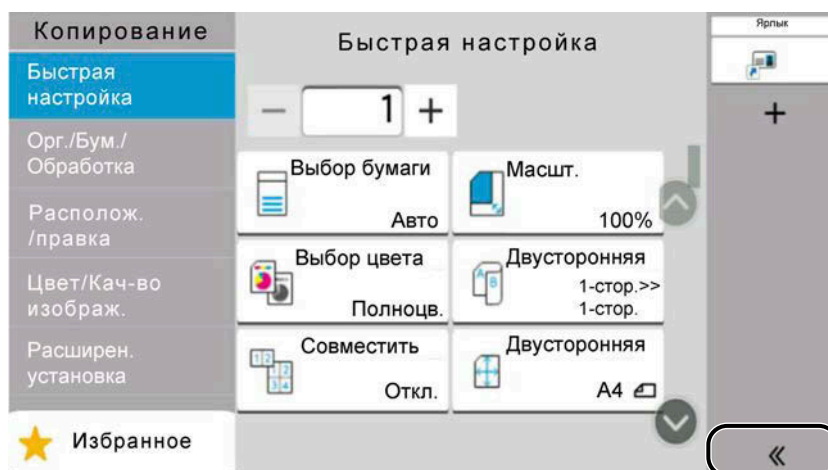 Копирование
Быстрая
настройка
Орг./Бум./
Обработка
Располож.
/правка
Цвет/Кач-во
изображ.
Расширен.
установка
Избранное
Быстрая настройка
− 1 +
Выбор бумаги
Авто
Масшт.
100%
Выбор цвета
Полноцв.
Двусторонняя
1-стор.>>
1-стор.
Совместить
Откл.
Двусторонняя
A4
Ярлык
+
«